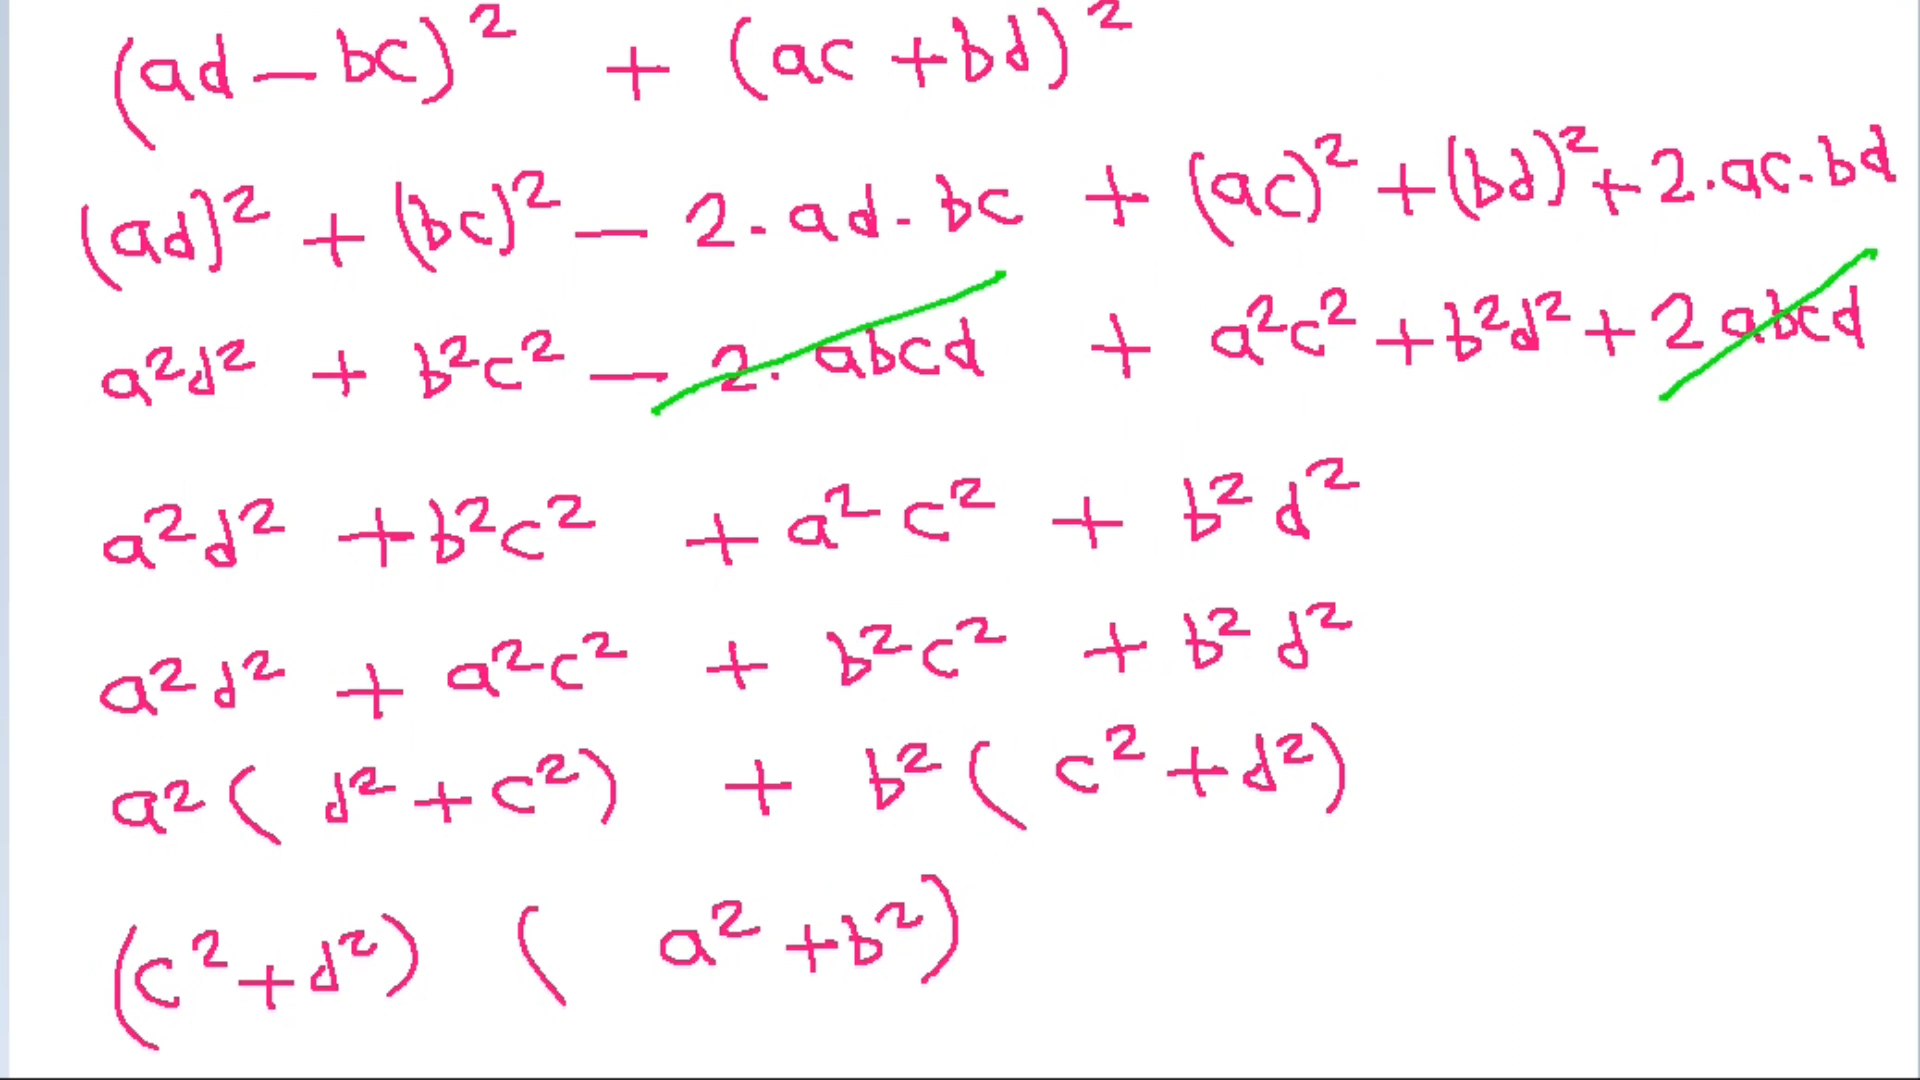 (ad - bc)² + (ac + bd)²
(ad)² + (bc)² - 2·ad·bc + (ac)² + (bd)² + 2·ac·bd
a²d² + b²c² - 2·abcd + a²c² + b²d² + 2abcd
a²d² + b²c² + a²c² + b²d²
a²d² + a²c² + b²c² + b²d²
a²(d² + c²) + b²(c² + d²)
(c² + d²)(a² + b²)